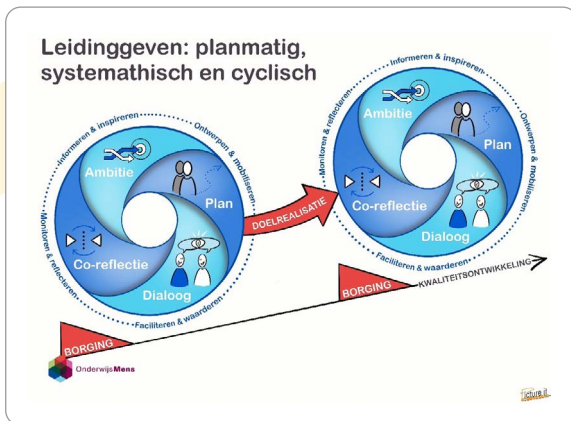 Leidinggeven: planmatig,
systemathisch en cyclisch
Informeren & inspireren
Ontwerpen & mobiliseren
Faciliteren & waarderen
Monitoren & reflecteren
Ambitie
Plan
Dialoog
Co-reflectie
DOELREALISATIE
Informeren & inspireren
Ontwerpen & mobiliseren
Faciliteren & waarderen
Monitoren & reflecteren
Ambitie
Plan
Dialoog
Co-reflectie
BORGING
BORGING
KWALITEITSONTWIKKELING
OnderwijsMens